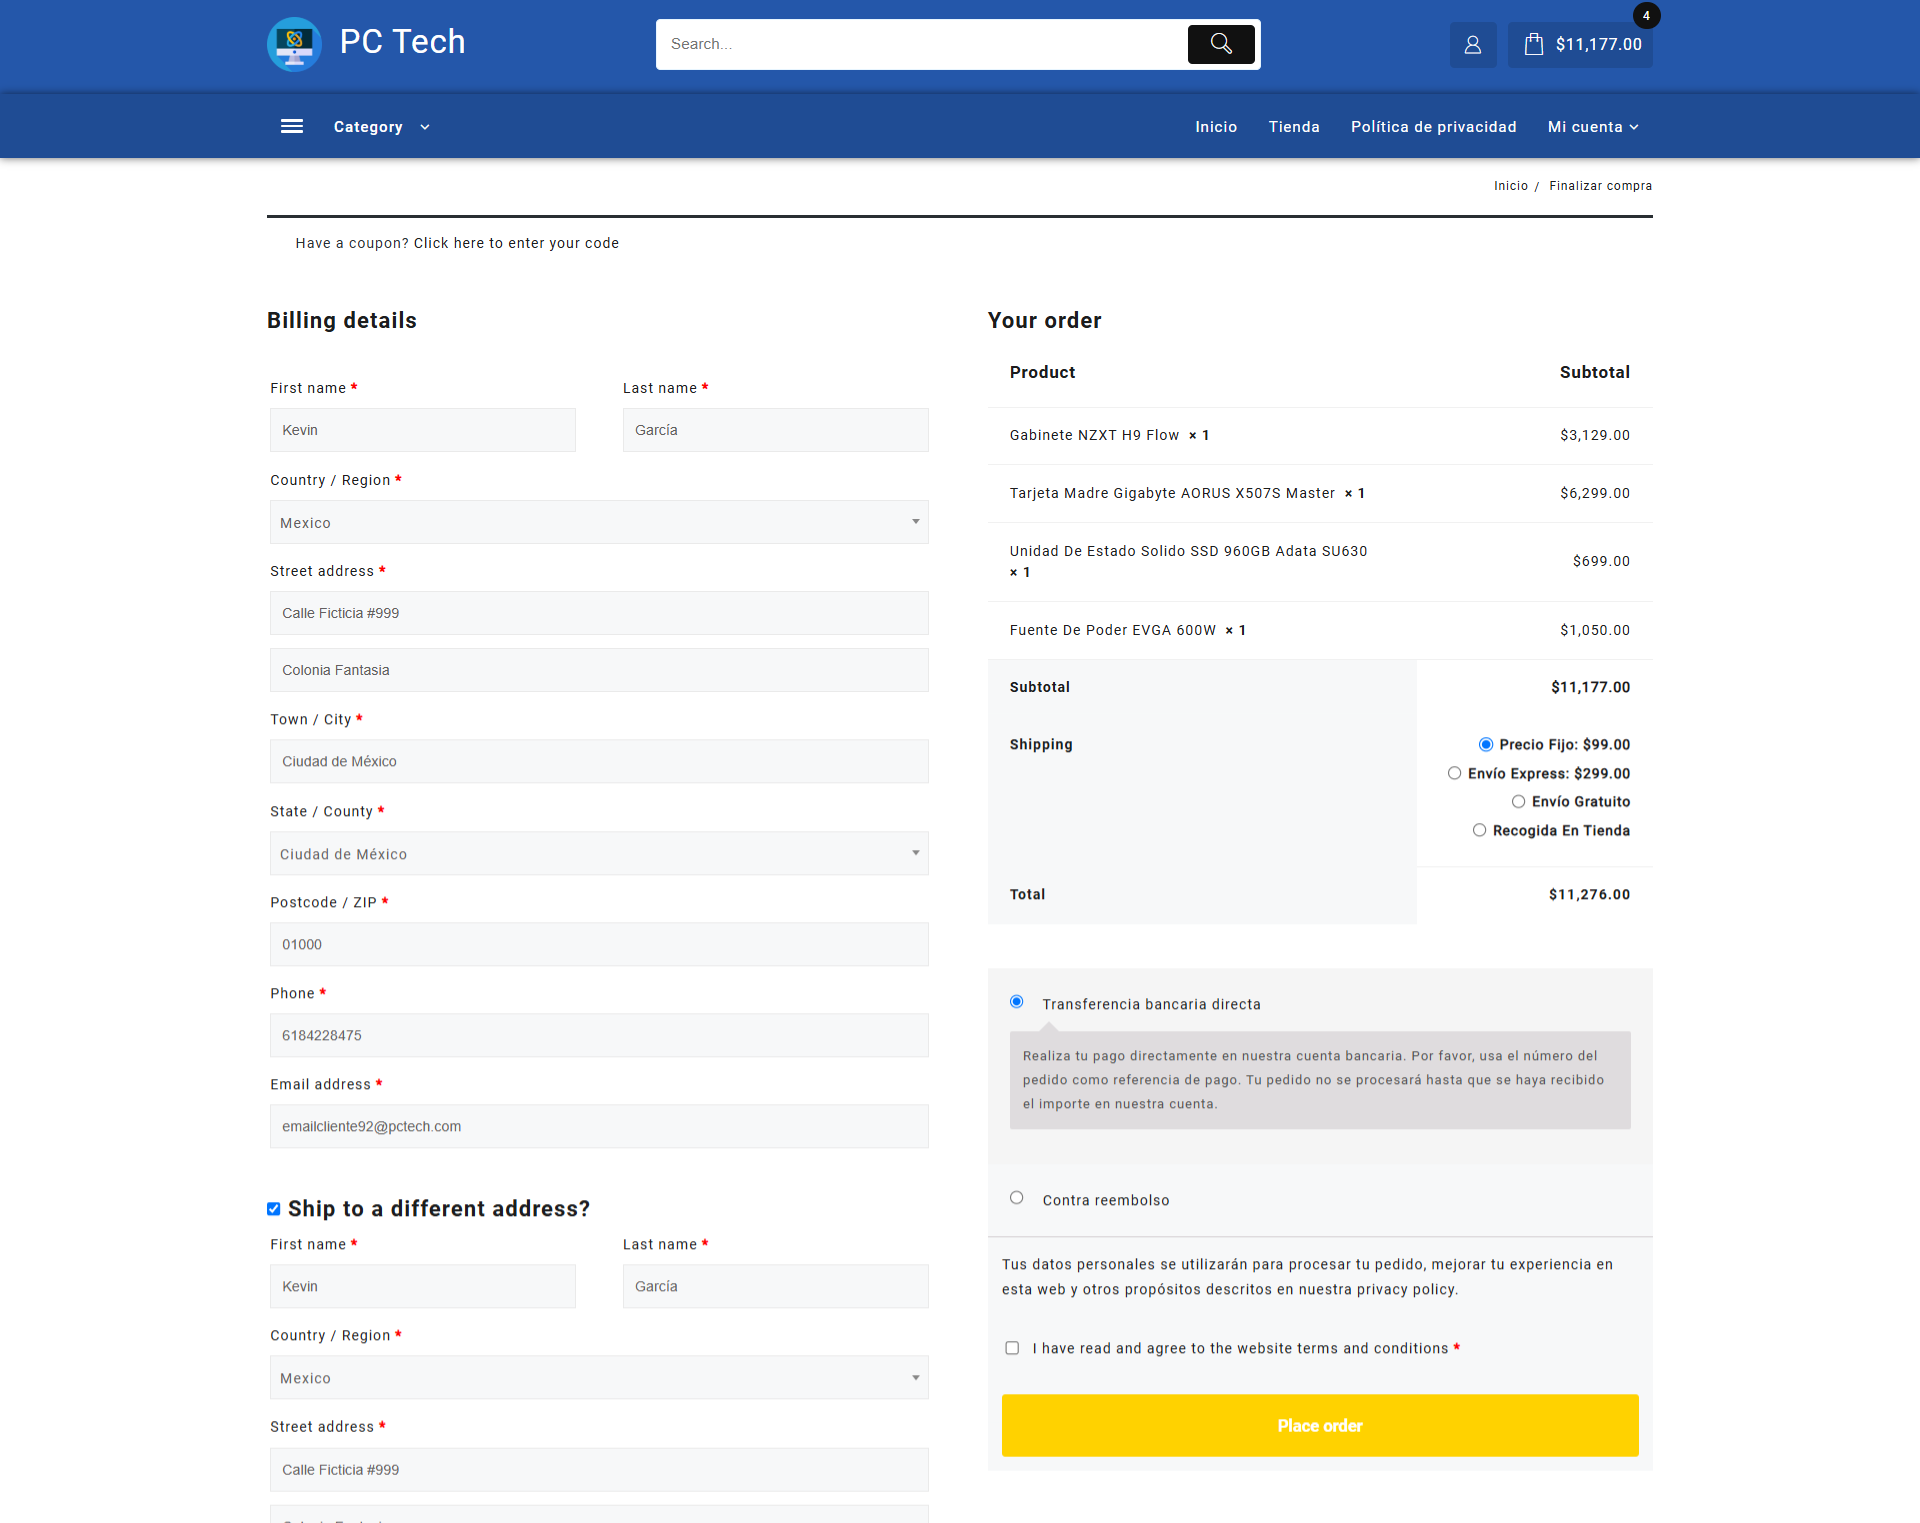 PC Tech
Search...
4
$11,177.00
Category
Inicio
Tienda
Política de privacidad
Mi cuenta
Inicio / Finalizar compra
Have a coupon? Click here to enter your code
Billing details
First name *
Last name *
Kevin
García
Country / Region *
Mexico
Street address *
Calle Ficticia #999
Colonia Fantasia
Town / City *
Ciudad de México
State / County *
Ciudad de México
Postcode / ZIP *
01000
Phone *
6184228475
Email address *
emailcliente92@pctech.com
Ship to a different address?
First name *
Last name *
Kevin
García
Country / Region *
Mexico
Street address *
Calle Ficticia #999
Your order
Product
Subtotal
Gabinete NZXT H9 Flow × 1
$3,129.00
Tarjeta Madre Gigabyte AORUS X507S Master × 1
$6,299.00
Unidad De Estado Solido SSD 960GB Adata SU630
× 1
$699.00
Fuente De Poder EVGA 600W × 1
$1,050.00
Subtotal
$11,177.00
Shipping
Precio Fijo: $99.00
Envío Express: $299.00
Envío Gratuito
Recogida En Tienda
Total
$11,276.00
Transferencia bancaria directa
Realiza tu pago directamente en nuestra cuenta bancaria. Por favor, usa el número del
pedido como referencia de pago. Tu pedido no se procesará hasta que se haya recibido
el importe en nuestra cuenta.
Contra reembolso
Tus datos personales se utilizarán para procesar tu pedido, mejorar tu experiencia en
esta web y otros propósitos descritos en nuestra privacy policy.
I have read and agree to the website terms and conditions *
Place order